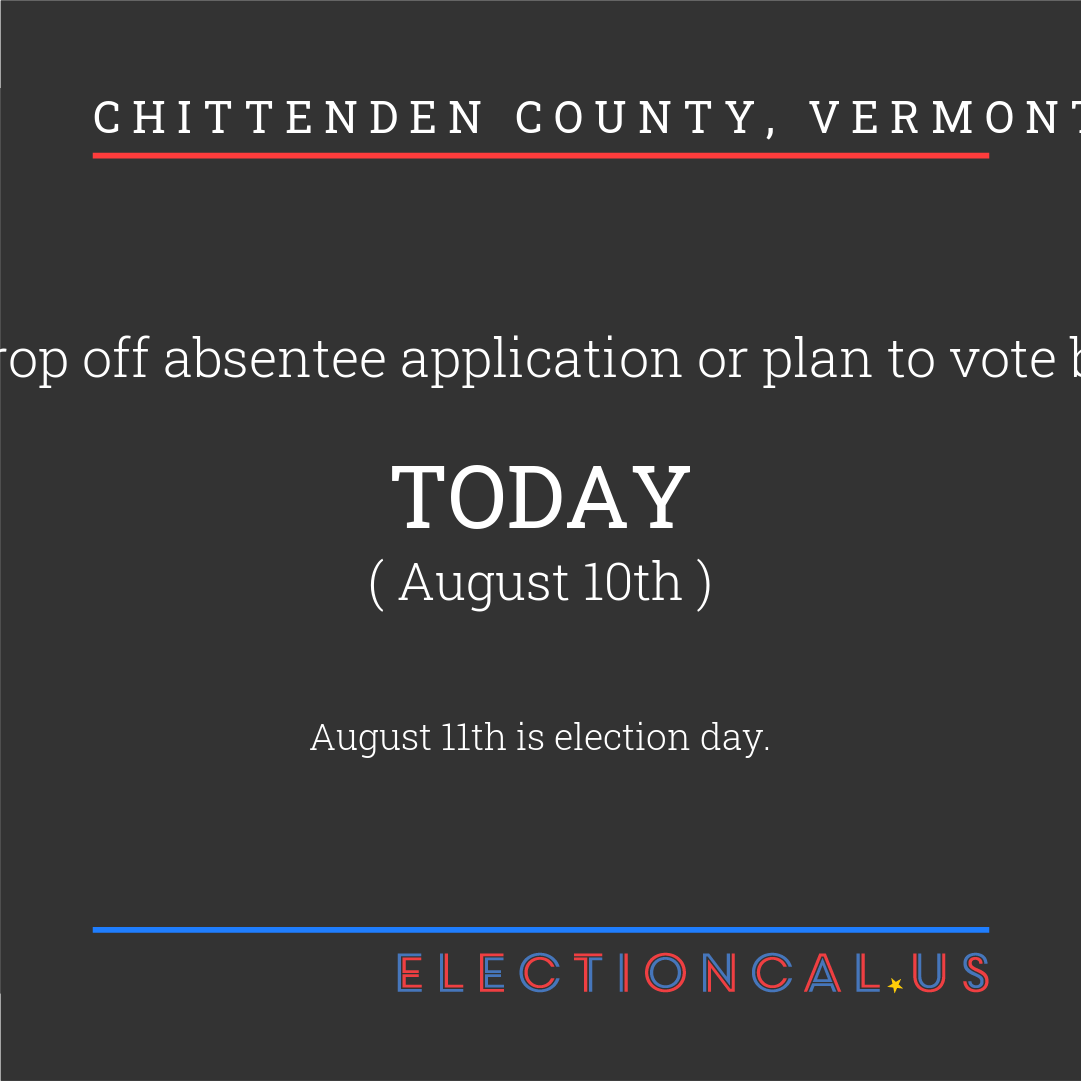 CHITTENDEN COUNTY, VERMONT
rop off absentee application or plan to vote b
TODAY
( August 10th )
August 11th is election day.
ELECTIONCAL.US